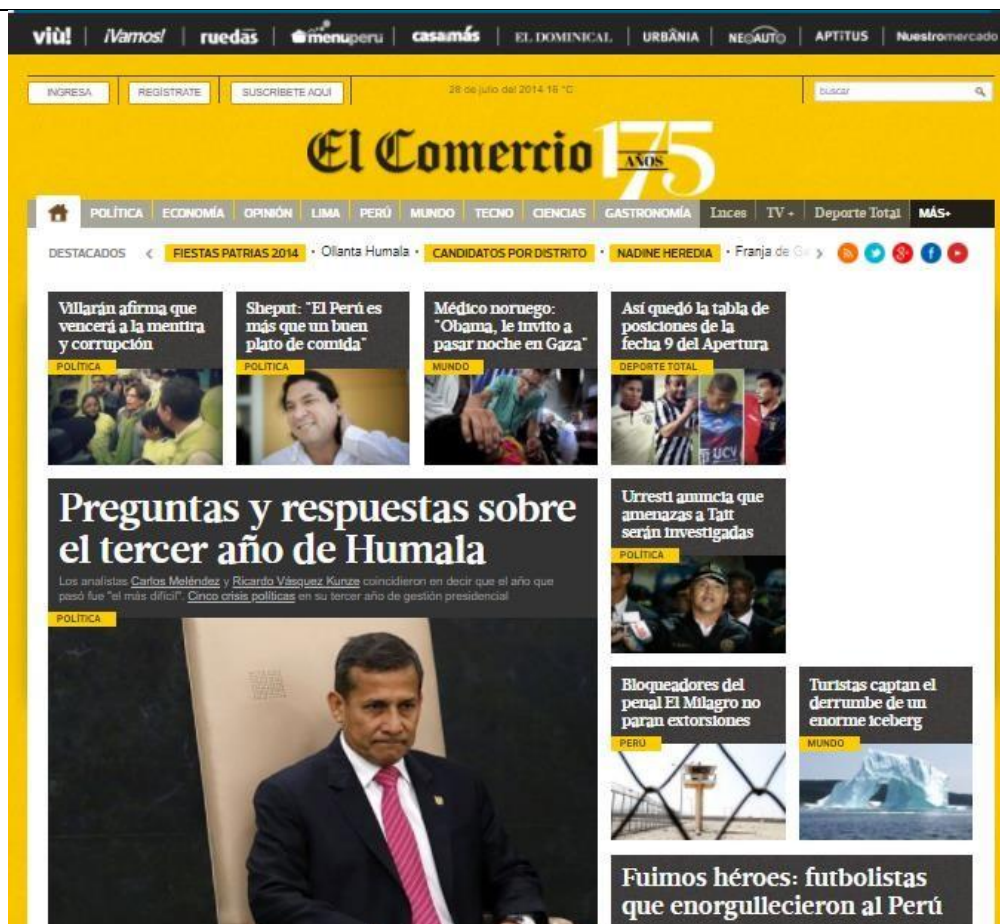 viù!
¡Vamos!
ruedas
menuperu
casamás
EL DOMINICAL
URBANIA
NEOAUTO
APTiTUS
Nuestromercado
INGRESA
REGÍSTRATE
SUSCRÍBETE AQUÍ
28 de julio del 2014 16 °C
buscar
El Comercio 175
AÑOS
POLÍTICA ECONOMÍA OPINIÓN LIMA PERÚ MUNDO TECNO CIENCIAS GASTRONOMÍA Luces TV+ Deporte Total MÁS+
DESTACADOS FIESTAS PATRIAS 2014 • Ollanta Humala • CANDIDATOS POR DISTRITO • NADINE HEREDIA • Franja de
Villarán afirma que
vencerá a la mentira
y corrupción
POLÍTICA
Sheput: "El Perú es
más que un buen
plato de comida"
POLÍTICA
Médico noruego:
"Obama, le invito a
pasar noche en Gaza"
MUNDO
Así quedó la tabla de
posiciones de la
fecha 9 del Apertura
DEPORTE TOTAL
UCV
Preguntas y respuestas sobre
el tercer año de Humala
Los analistas Carlos Meléndez y Ricardo Vásquez Kunze coincidieron en decir que el año que
pasó fue "el más difícil". Cinco crisis políticas en su tercer año de gestión presidencial
POLÍTICA
Urresti anuncia que
amenazas a Tait
serán investigadas
POLÍTICA
Bloqueadores del
penal El Milagro no
paran extorsiones
PERÚ
Turistas captan el
derrumbe de un
enorme iceberg
MUNDO
Fuimos héroes: futbolistas
que enorgullecieron al Perú